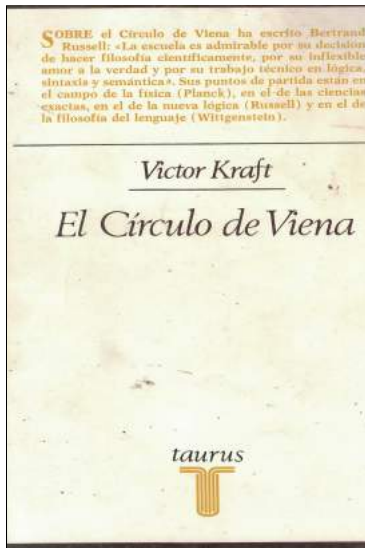 SOBRE el Círculo de Viena ha escrito Bertrand
Russell: «La escuela es admirable por su decisión
de hacer filosofía científicamente, por su inflexible
amor a la verdad y por su trabajo técnico en lógica,
sintaxis y semántica». Sus puntos de partida están en
el campo de la física (Planck), en el de las ciencias
exactas, en el de la nueva lógica (Russell) y en el de
la filosofía del lenguaje (Wittgenstein).
Victor Kraft
El Círculo de Viena
taurus